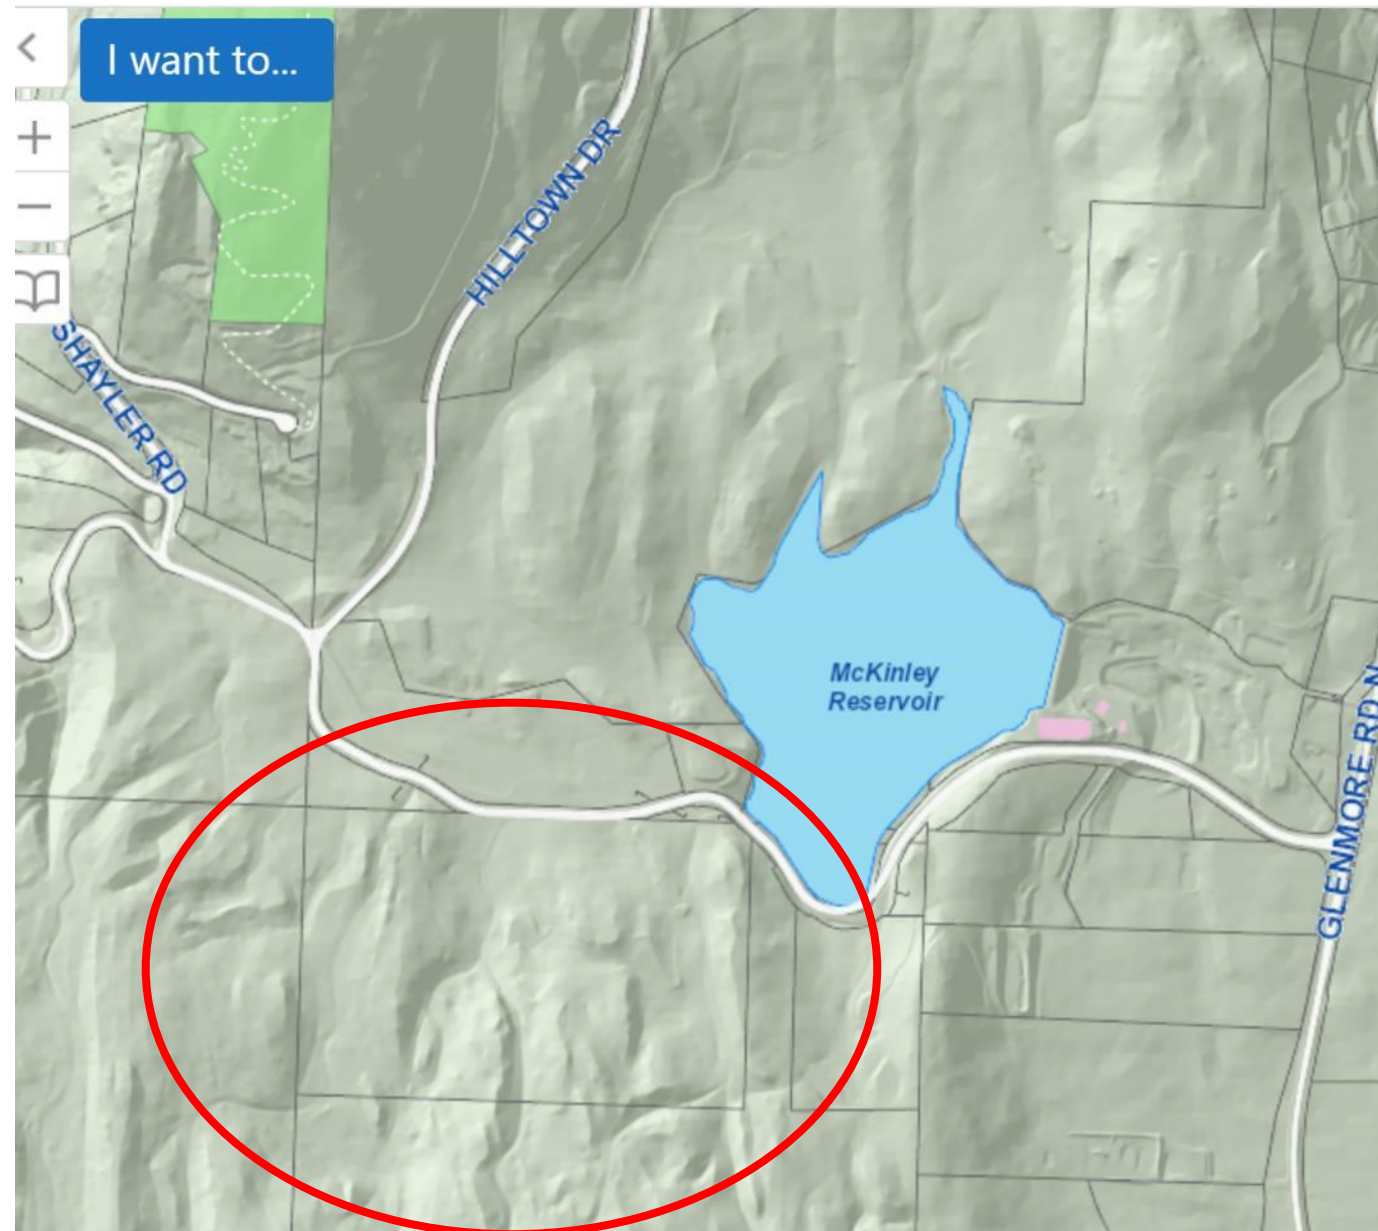 I want to...
HILLTOWN DR
SHAYLER RD
McKinley
Reservoir
GLENMORE RD N